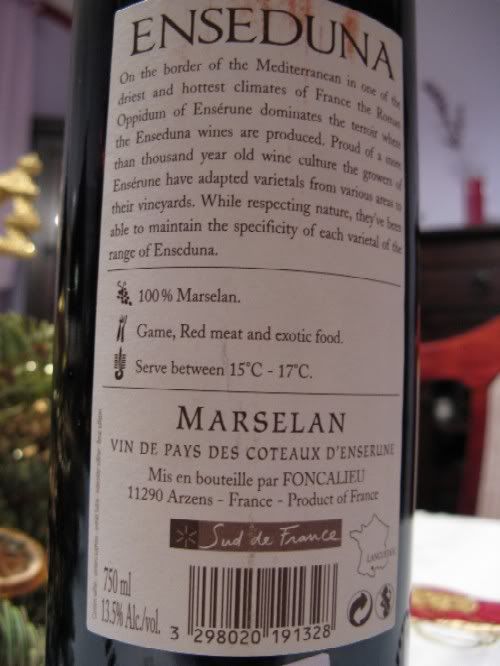 ENSEDUNA
On the border of the Mediterranean in one of the
driest and hottest climates of France the Roman
Oppidum of Ensérune dominates the terroir where
the Enseduna wines are produced. Proud of a more
than thousand year old wine culture the growers of
Ensérune have adapted varietals from various areas to
their vineyards. While respecting nature, they've been
able to maintain the specificity of each varietal of the
range of Enseduna.
100% Marselan.
Game, Red meat and exotic food.
Serve between 15°C - 17°C.
MARSELAN
VIN DE PAYS DES COTEAUX D'ENSERUNE
Mis en bouteille par FONCALIEU
11290 Arzens - France - Product of France
Sud de France
750 ml
13.5% Alc./vol.
3 298020 191328